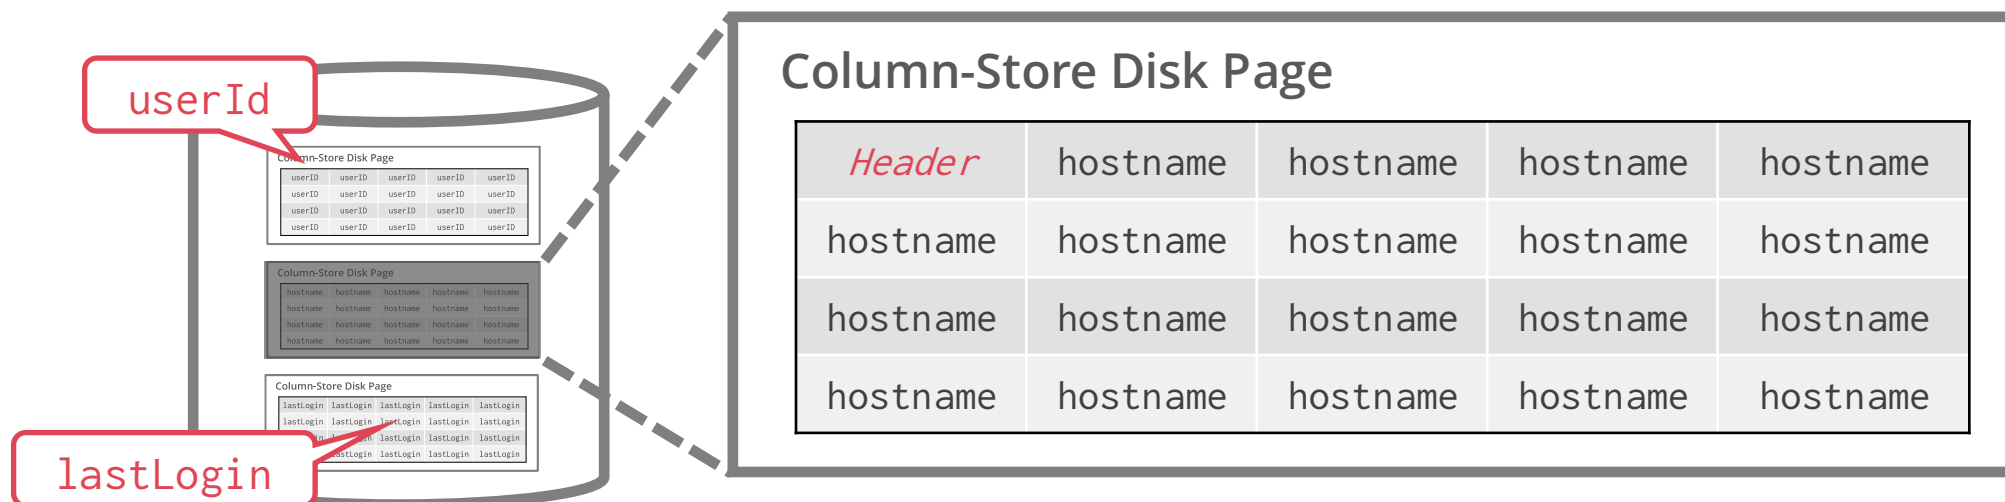 userId
Column-Store Disk Page
userID userID userID userID userID
userID userID userID userID userID
userID userID userID userID userID
userID userID userID userID userID
Column-Store Disk Page
hostname hostname hostname hostname hostname
hostname hostname hostname hostname hostname
hostname hostname hostname hostname hostname
hostname hostname hostname hostname hostname
Column-Store Disk Page
lastLogin lastLogin lastLogin lastLogin lastLogin
lastLogin lastLogin lastLogin lastLogin lastLogin
lastLogin lastLogin lastLogin
lastLogin lastLogin lastLogin
lastLogin
Column-Store Disk Page
Header hostname hostname hostname hostname
hostname hostname hostname hostname hostname
hostname hostname hostname hostname hostname
hostname hostname hostname hostname hostname